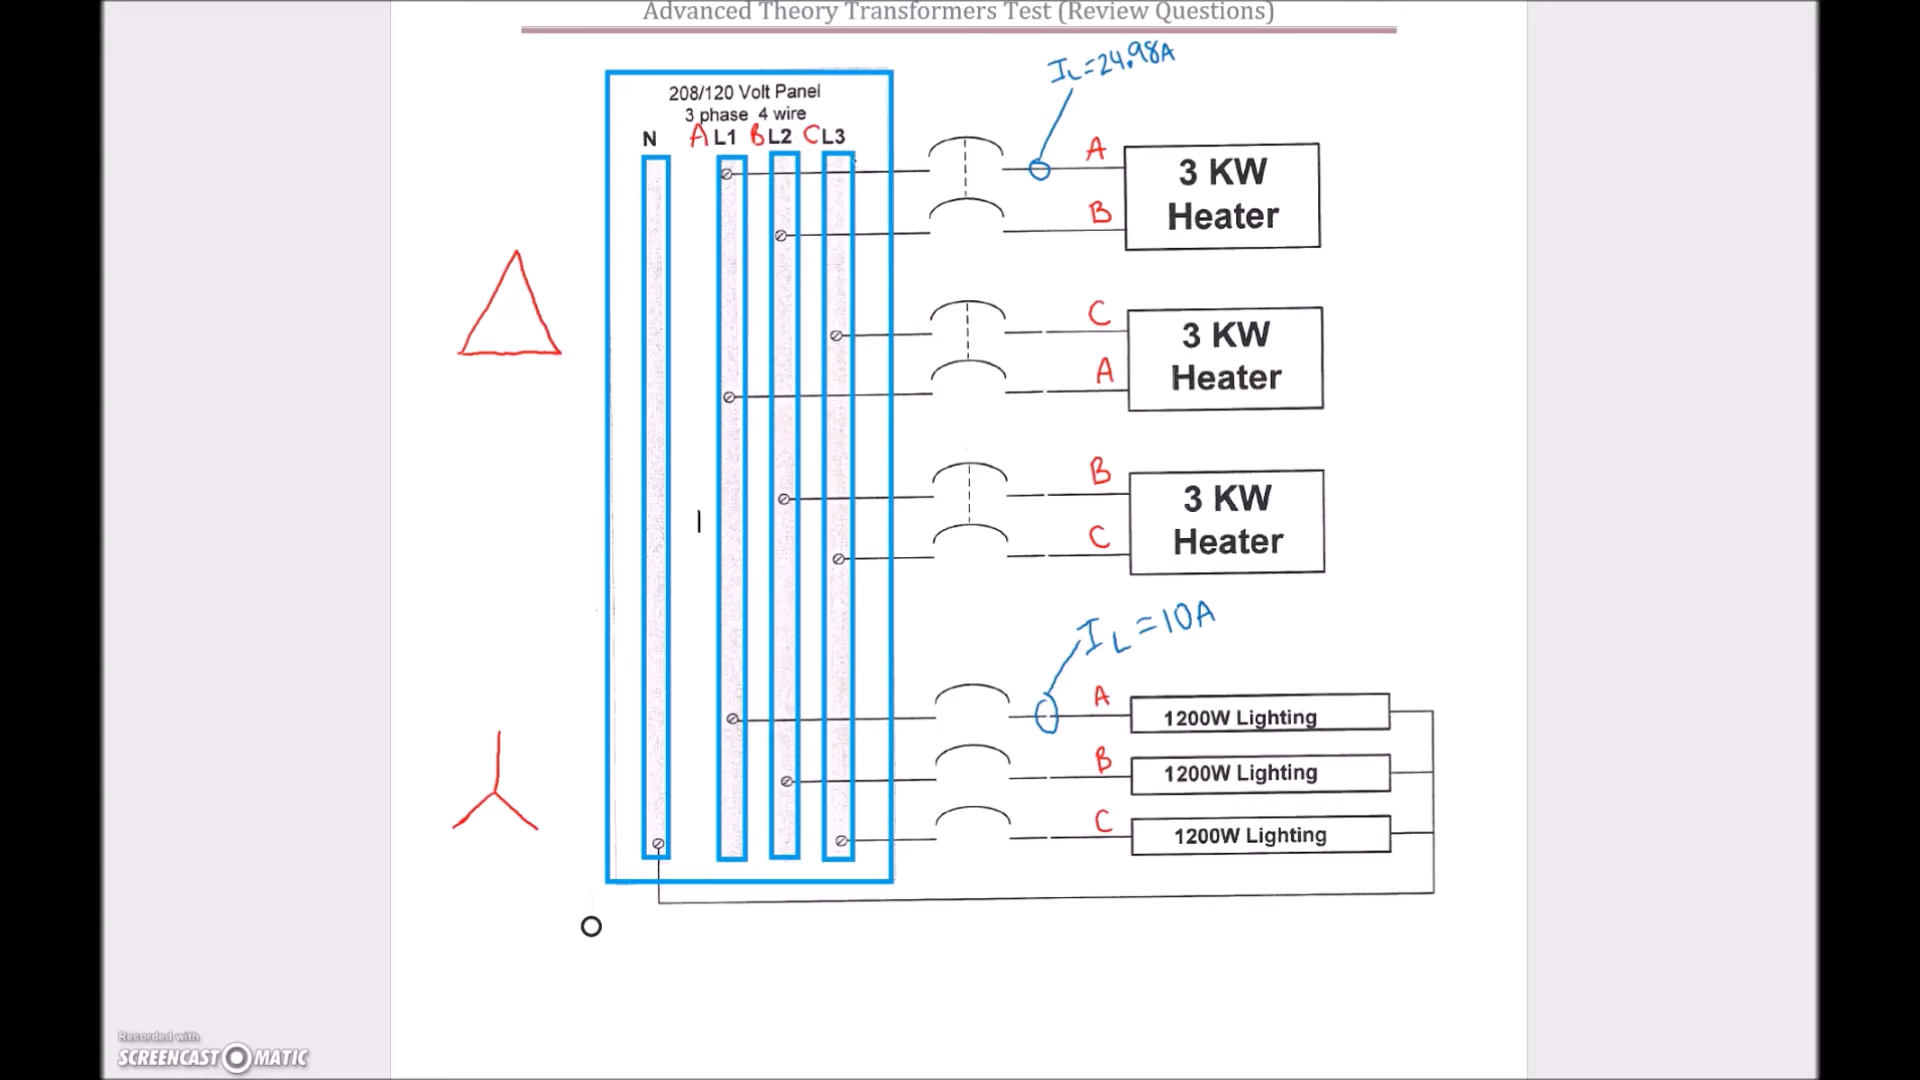 Advanced Theory Transformers Test (Review Questions)
I_L=24.98A
208/120 Volt Panel
3 phase 4 wire
N A L1 B L2 C L3
A
3 KW
Heater
B
C
3 KW
Heater
A
B
3 KW
Heater
C
I_L=10A
A
1200W Lighting
B
1200W Lighting
C
1200W Lighting
Recorded with
SCREENCAST O MATIC